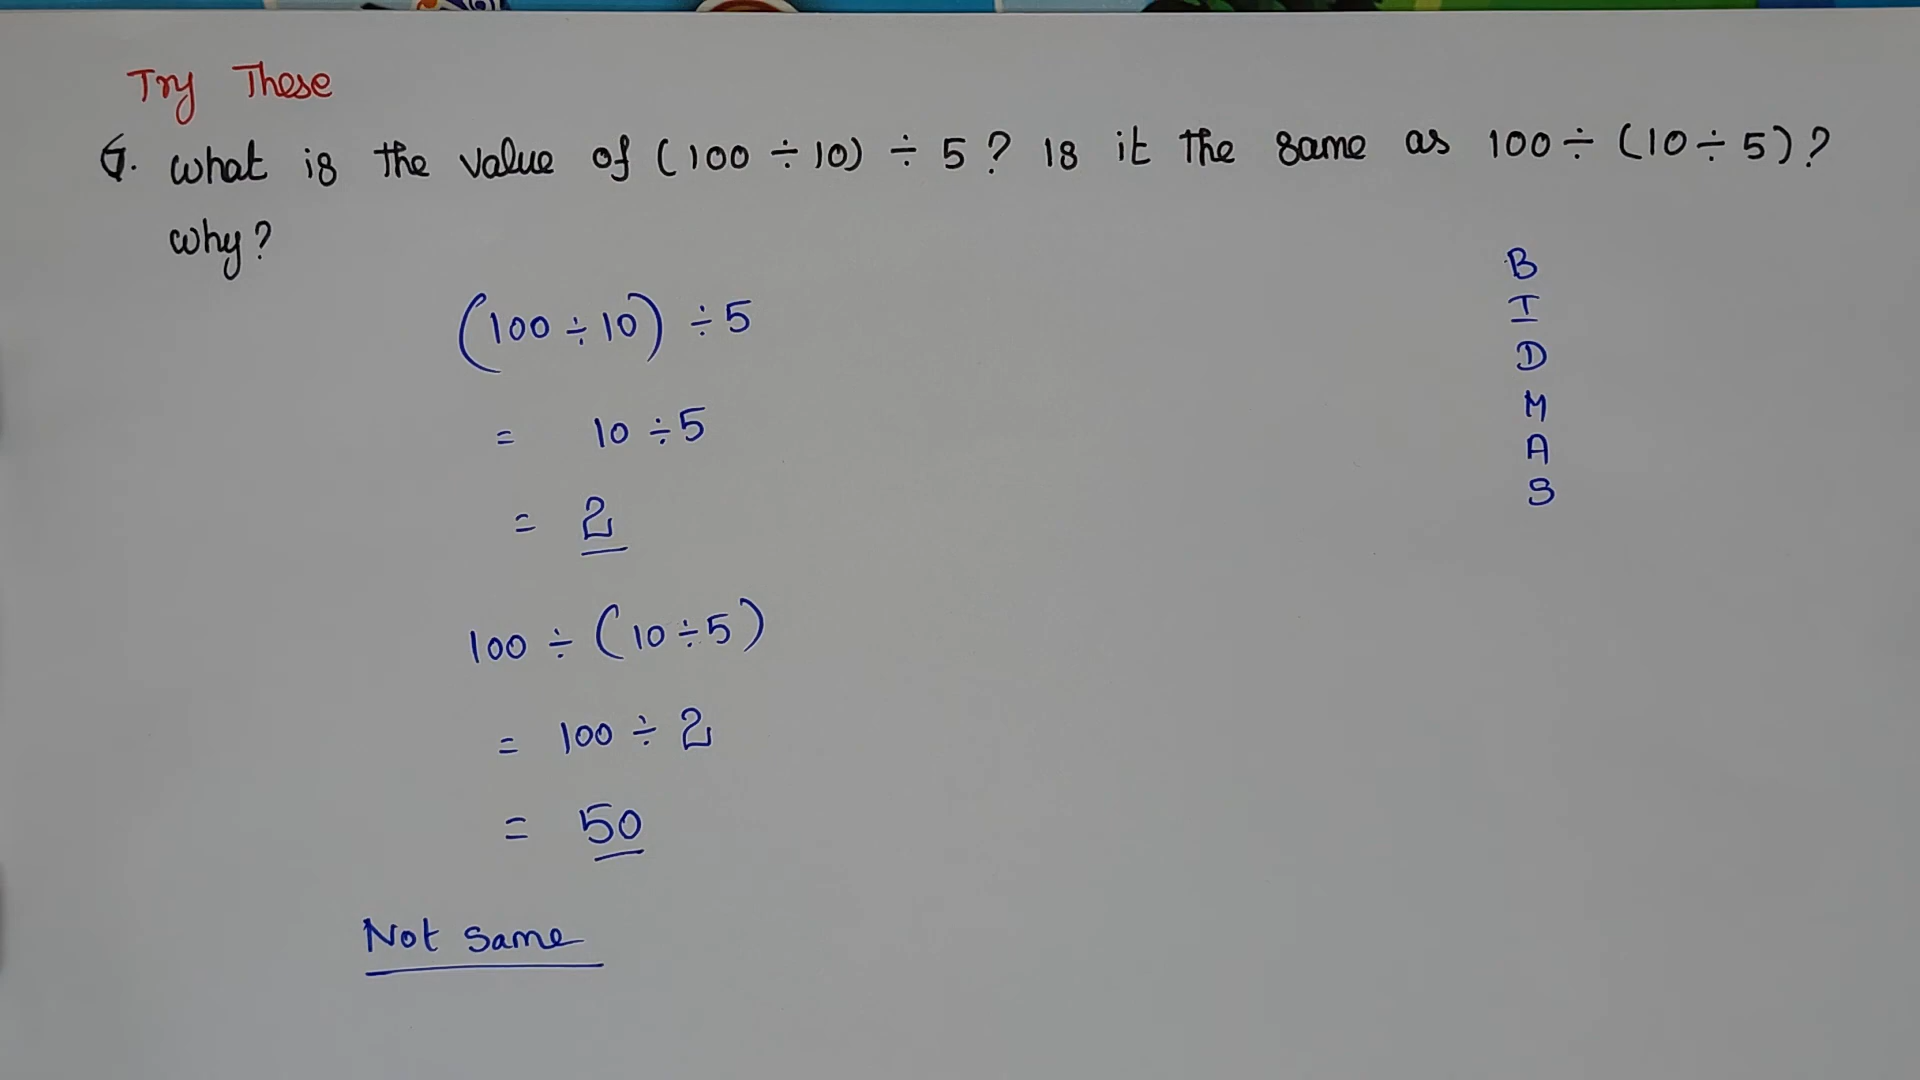 Try These
Q. What is the value of (100 ÷ 10) ÷ 5? Is it the same as 100 ÷ (10 ÷ 5)?
why?
(100 ÷ 10) ÷ 5
= 10 ÷ 5
= 2
100 ÷ (10 ÷ 5)
= 100 ÷ 2
= 50
Not same
B
I
D
M
A
S